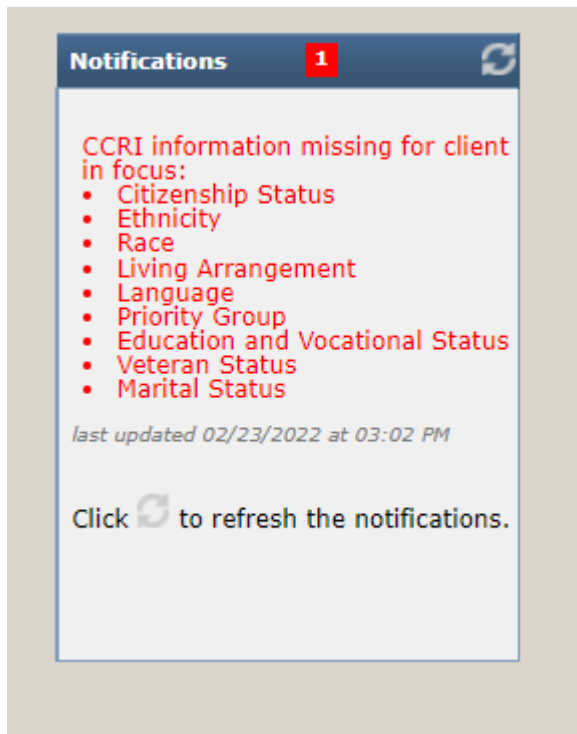 Notifications 1
CCRI information missing for client
in focus:
• Citizenship Status
• Ethnicity
• Race
• Living Arrangement
• Language
• Priority Group
• Education and Vocational Status
• Veteran Status
• Marital Status
last updated 02/23/2022 at 03:02 PM
Click to refresh the notifications.